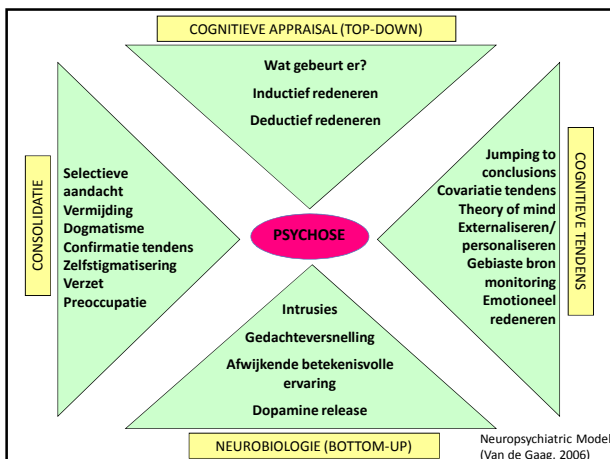 COGNITIEVE APPRAISAL (TOP-DOWN)
Wat gebeurt er?
Inductief redeneren
Deductief redeneren
CONSOLIDATIE
Selectieve
aandacht
Vermijding
Dogmatisme
Confirmatie tendens
Zelfstigmatisering
Verzet
Preoccupatie
PSYCHOSE
Jumping to
conclusions
Covariatie tendens
Theory of mind
Externaliseren/
personaliseren
Gebiaste bron
monitoring
Emotioneel
redeneren
COGNITIEVE TENDENS
Intrusies
Gedachteversnelling
Afwijkende betekenisvolle
ervaring
Dopamine release
NEUROBIOLOGIE (BOTTOM-UP)
Neuropsychiatric Model
(Van de Gaag, 2006)